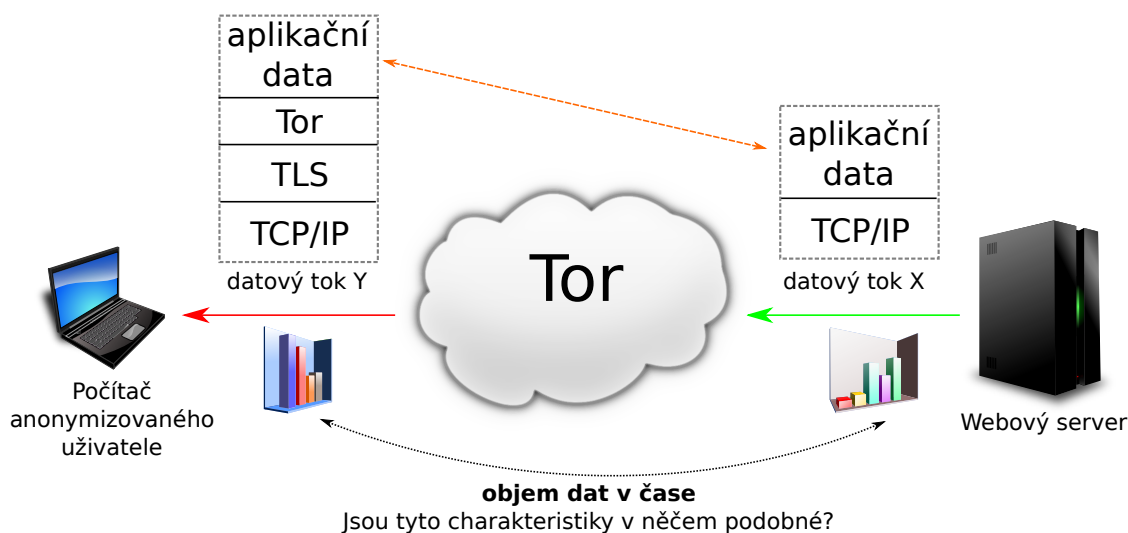 aplikační
data
Tor
TLS
TCP/IP
datový tok Y
aplikační
data
TCP/IP
datový tok X
Tor
Počítač
anonymizovaného
uživatele
Webový server
objem dat v čase
Jsou tyto charakteristiky v něčem podobné?